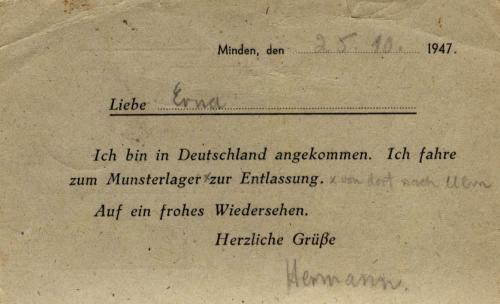 Minden, den 25. 10. 1947.
Liebe Erna
Ich bin in Deutschland angekommen. Ich fahre
zum Munsterlager x zur Entlassung. x von dort nach Ulm
Auf ein frohes Wiedersehen.
Herzliche Grüße
Hermann.